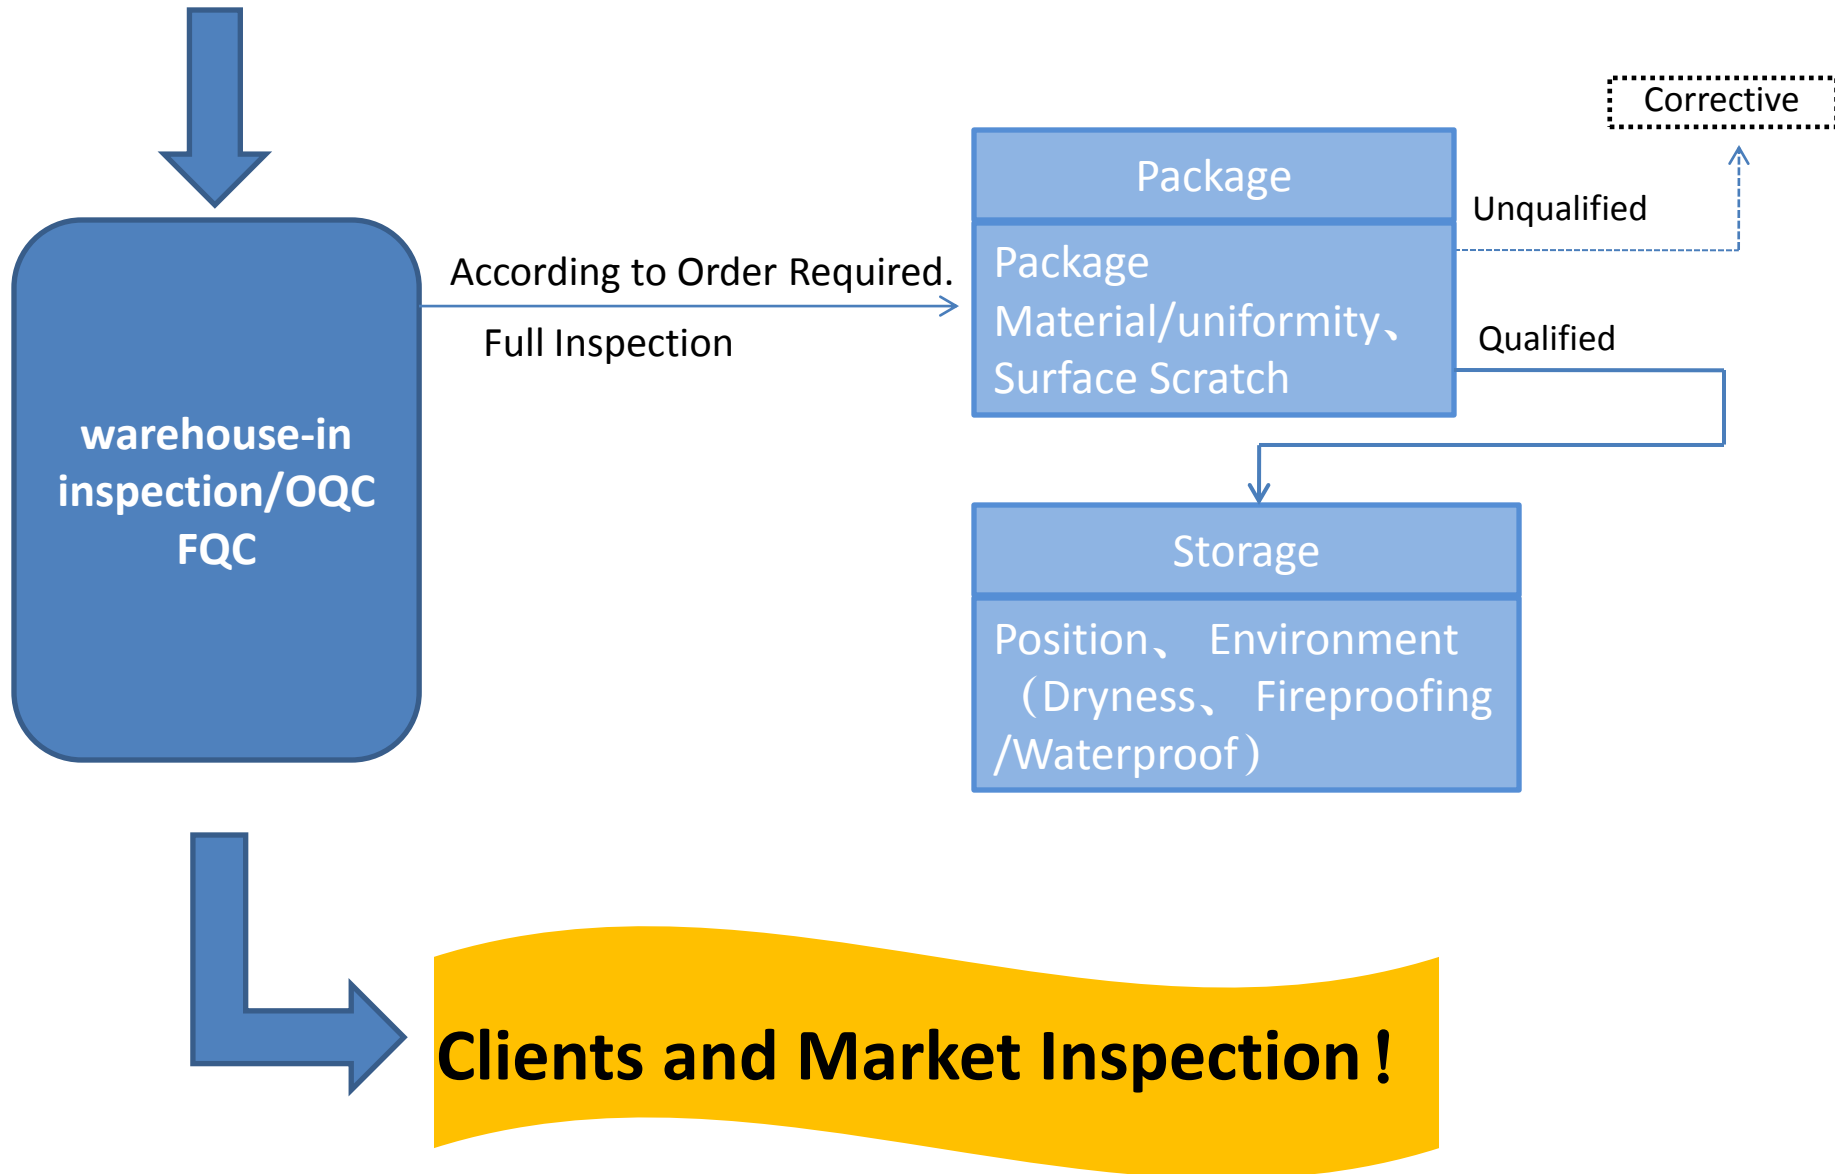 Corrective
Package
Unqualified
Package
Material/uniformity、
Surface Scratch
According to Order Required.
Full Inspection
Qualified
warehouse-in
inspection/OQC
FQC
Storage
Position、 Environment
（Dryness、 Fireproofing
/Waterproof）
Clients and Market Inspection！